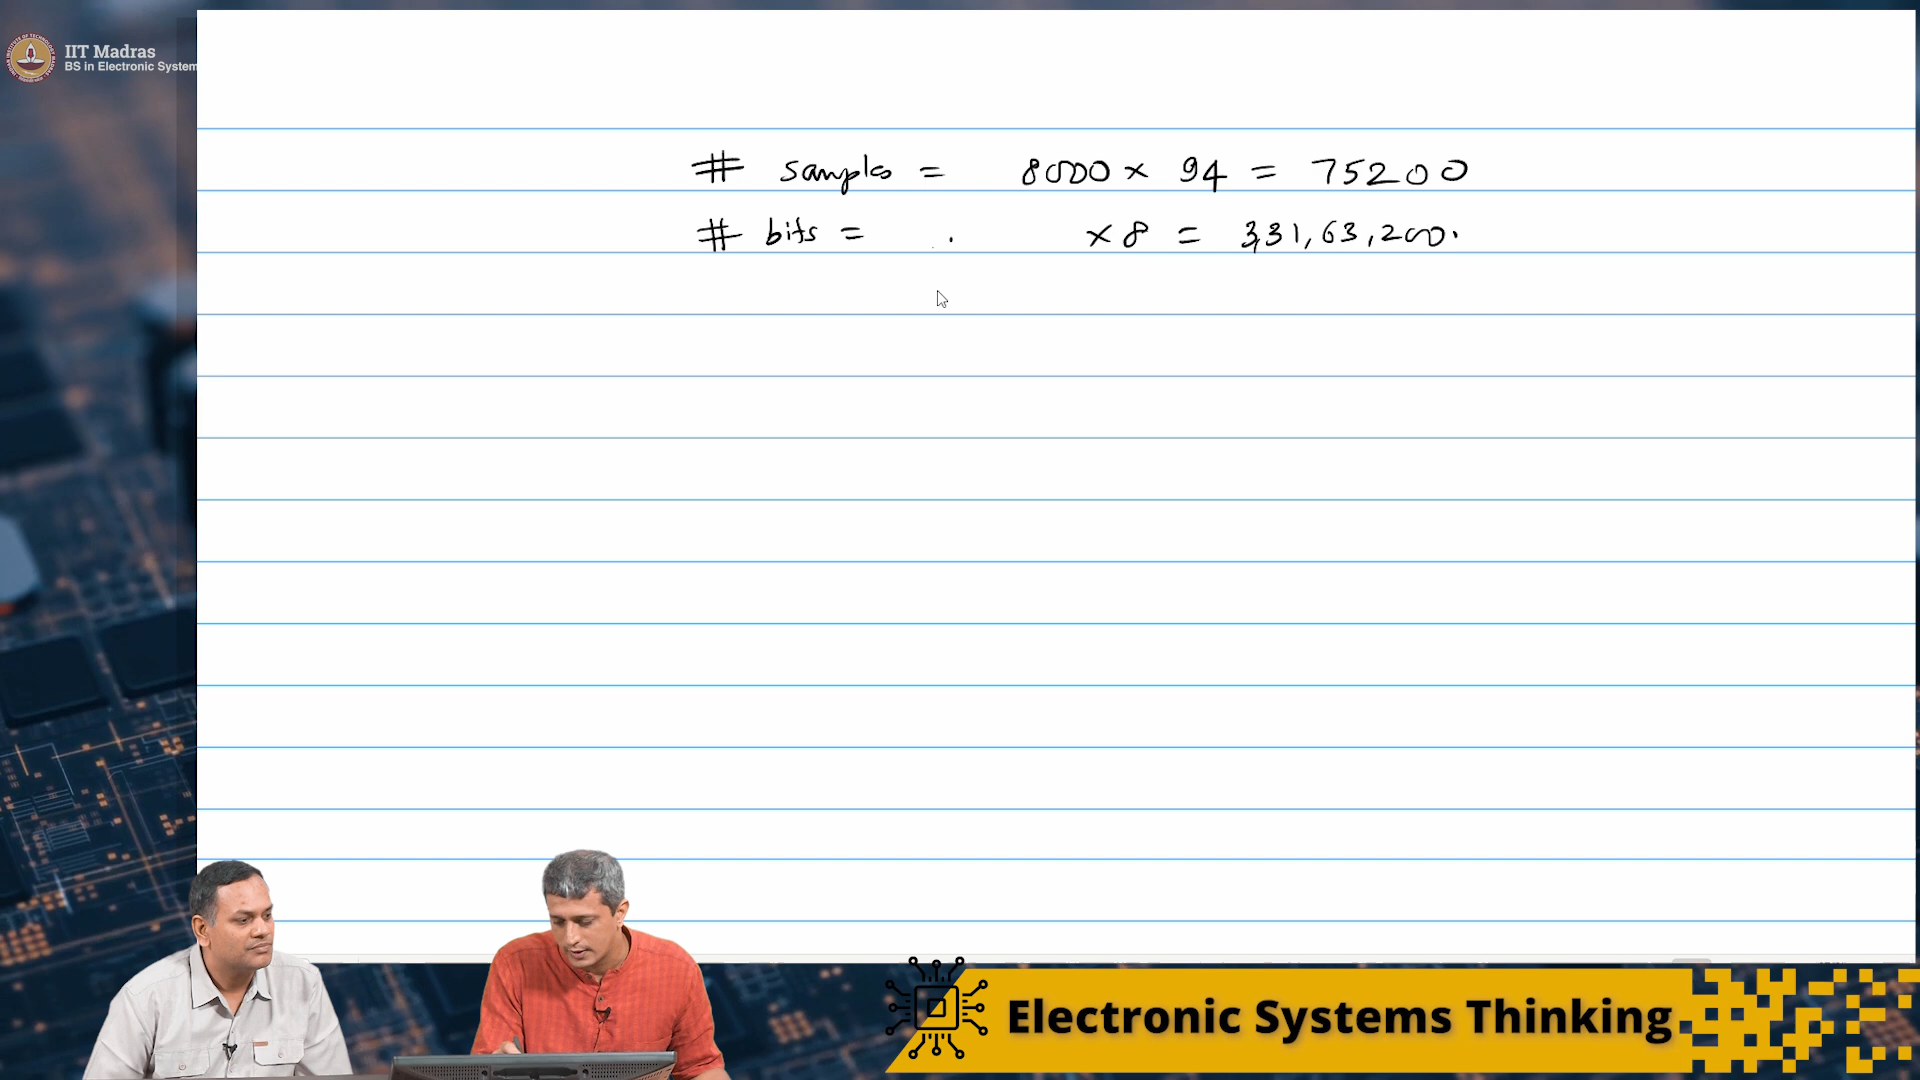 IIT Madras
BS in Electronic System
# samples = 8000 × 94 = 75200
# bits = . × 8 = 331,63,200.
Electronic Systems Thinking